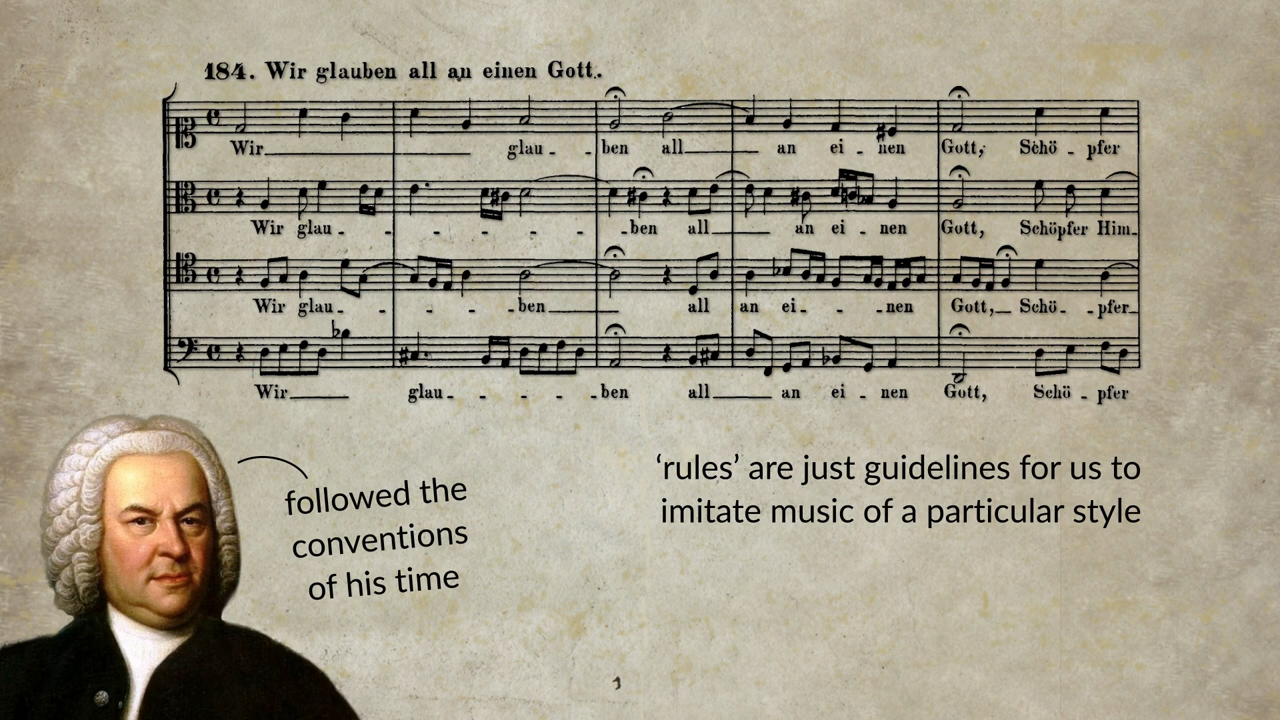 184. Wir glauben all an einen Gott.
Wir glau - - ben all an ei - nen Gott, Schö - pfer
Wir glau - - - - - - - ben all an ei - nen Gott, Schöpfer Him-
Wir glau - - - - ben all an ei - - - nen Gott, Schö - - pfer
Wir glau - - - - ben all an ei - nen Gott, Schö - pfer
followed the
conventions
of his time
‘rules’ are just guidelines for us to
imitate music of a particular style